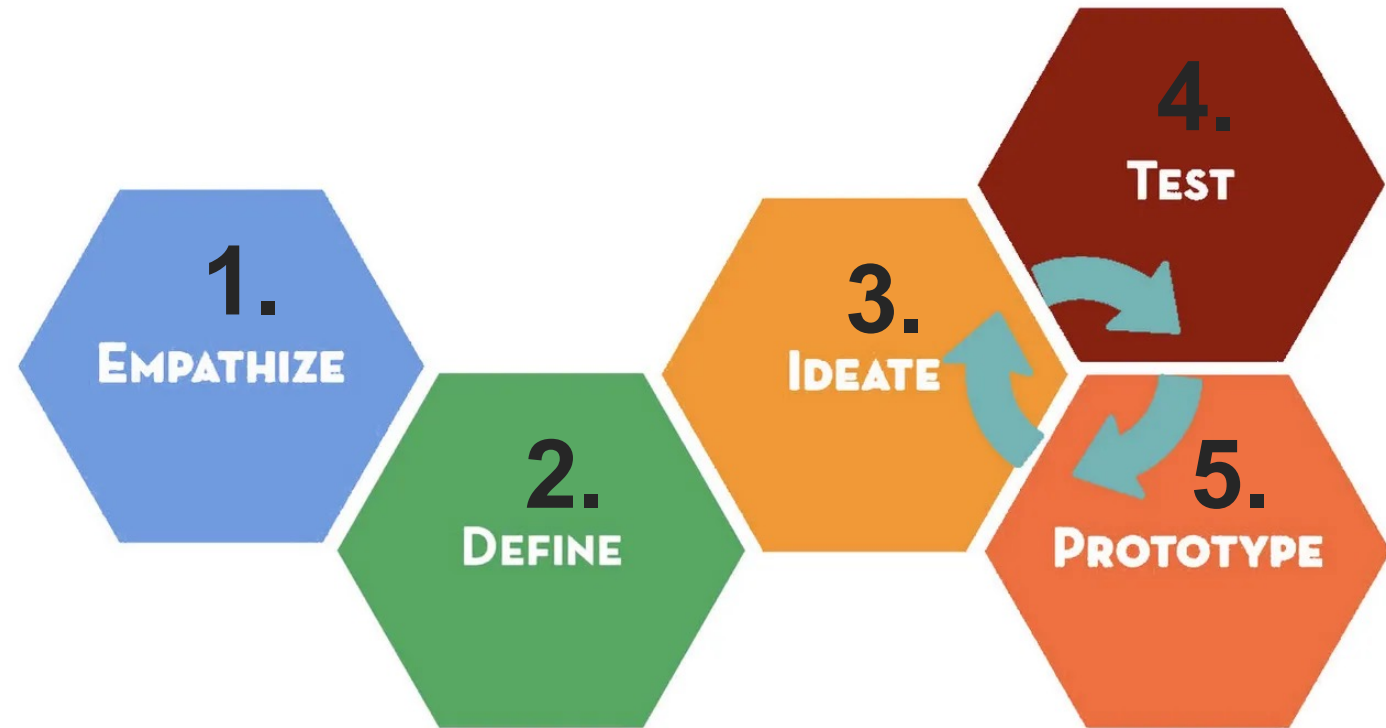 1.
EMPATHIZE
2.
DEFINE
3.
IDEATE
4.
TEST
5.
PROTOTYPE